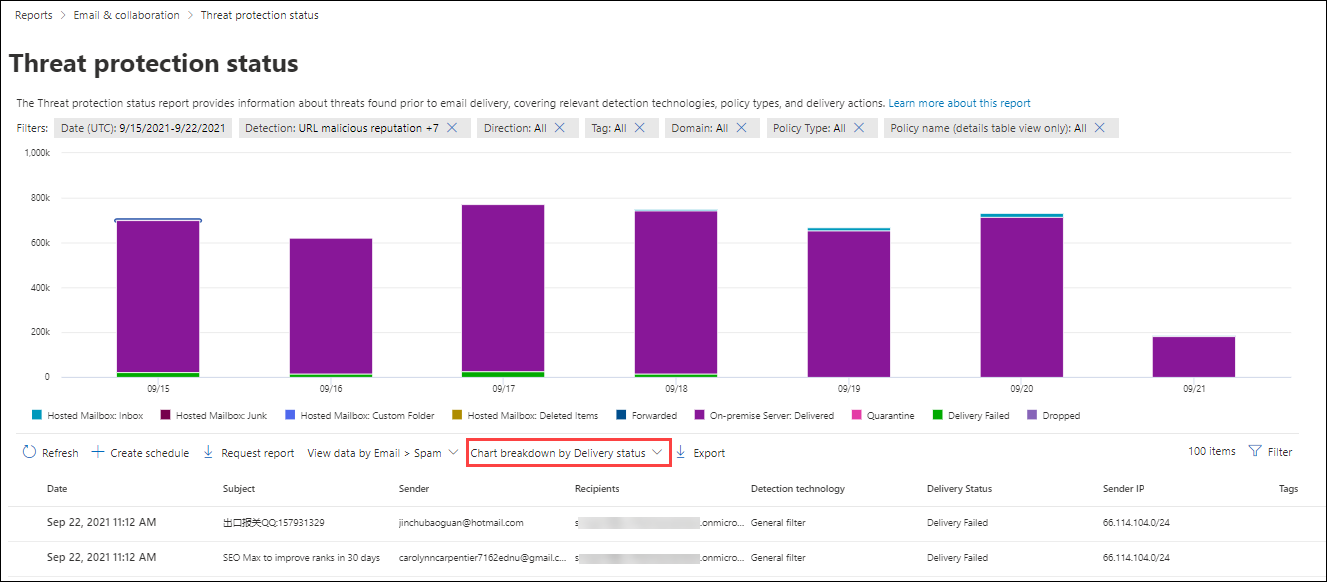 Reports > Email & collaboration > Threat protection status
Threat protection status
The Threat protection status report provides information about threats found prior to email delivery, covering relevant detection technologies, policy types, and delivery actions. Learn more about this report
Filters: Date (UTC): 9/15/2021-9/22/2021 Detection: URL malicious reputation +7 Direction: All Tag: All Domain: All Policy Type: All Policy name (details table view only): All
1,000k
800k
600k
400k
200k
0
09/15 09/16 09/17 09/18 09/19 09/20 09/21
Hosted Mailbox: Inbox Hosted Mailbox: Junk Hosted Mailbox: Custom Folder Hosted Mailbox: Deleted Items Forwarded On-premise Server: Delivered Quarantine Delivery Failed Dropped
Refresh Create schedule Request report View data by Email > Spam Chart breakdown by Delivery status Export 100 items Filter
Date Subject Sender Recipients Detection technology Delivery Status Sender IP Tags
Sep 22, 2021 11:12 AM 出口报关QQ:157931329 jinchubaoguan@hotmail.com s .onmicro... General filter Delivery Failed 66.114.104.0/24
Sep 22, 2021 11:12 AM SEO Max to improve ranks in 30 days carolynncarpentier7162ednu@gmail.c... s .onmicro... General filter Delivery Failed 66.114.104.0/24